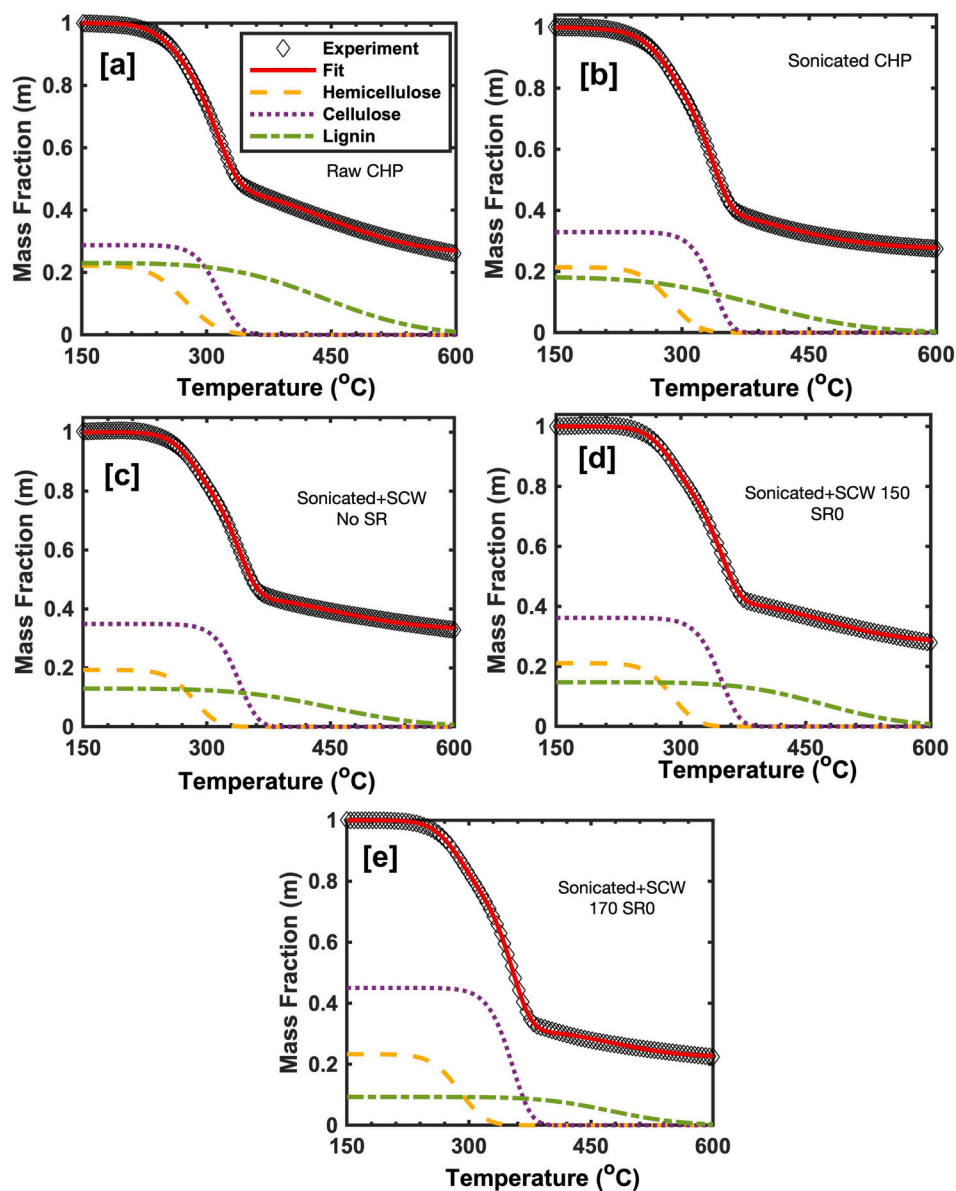 [a]
Experiment
Fit
Hemicellulose
Cellulose
Lignin
Raw CHP
Mass Fraction (m)
1
0.8
0.6
0.4
0.2
0
150 300 450 600
Temperature (°C)
[b]
Sonicated CHP
Mass Fraction (m)
1
0.8
0.6
0.4
0.2
0
150 300 450 600
Temperature (°C)
[c]
Sonicated+SCW
No SR
Mass Fraction (m)
1
0.8
0.6
0.4
0.2
0
150 300 450 600
Temperature (°C)
[d]
Sonicated+SCW 150
SR0
Mass Fraction (m)
1
0.8
0.6
0.4
0.2
0
150 300 450 600
Temperature (°C)
[e]
Sonicated+SCW
170 SR0
Mass Fraction (m)
1
0.8
0.6
0.4
0.2
0
150 300 450 600
Temperature (°C)